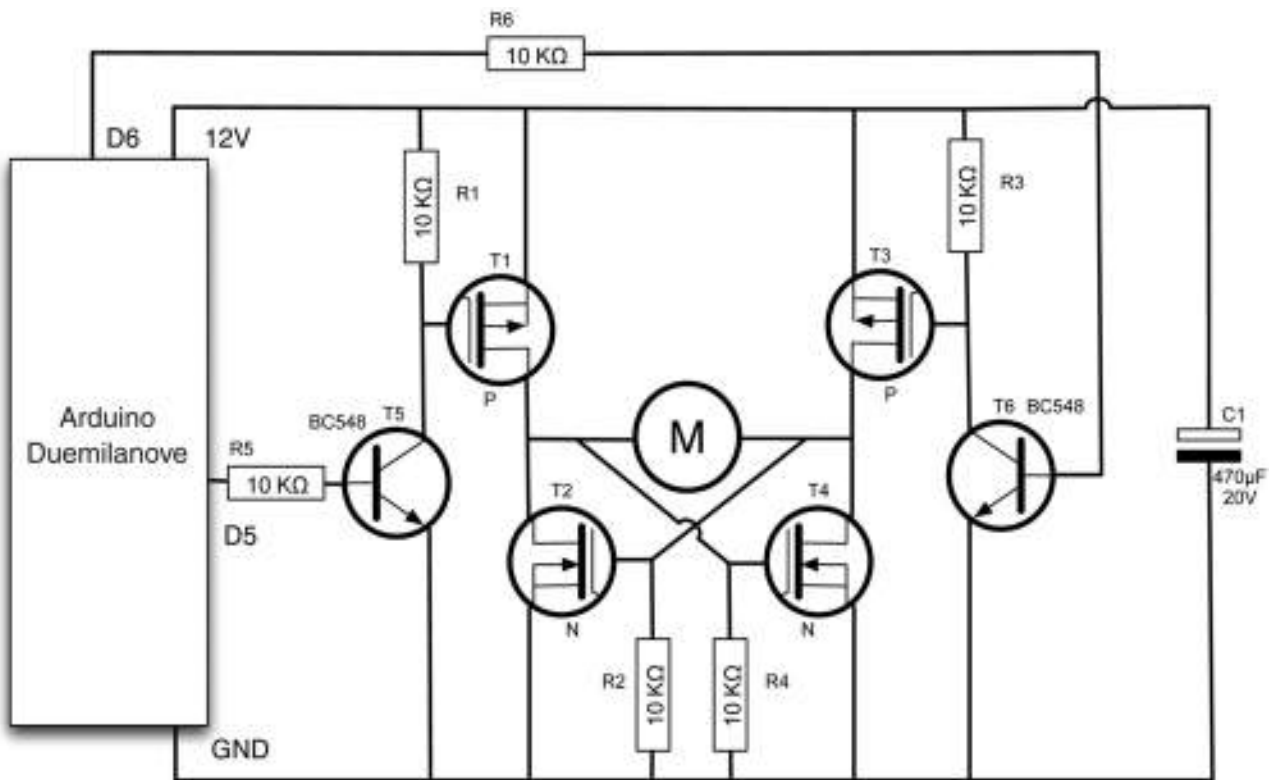 R6
10 KΩ
D6
12V
10 KΩ
R1
10 KΩ
R3
T1
T3
P
P
Arduino
Duemilanove
BC548
T5
M
T6
BC548
C1
470µF
20V
R5
10 KΩ
D5
T2
T4
N
N
R2
10 KΩ
10 KΩ
R4
GND